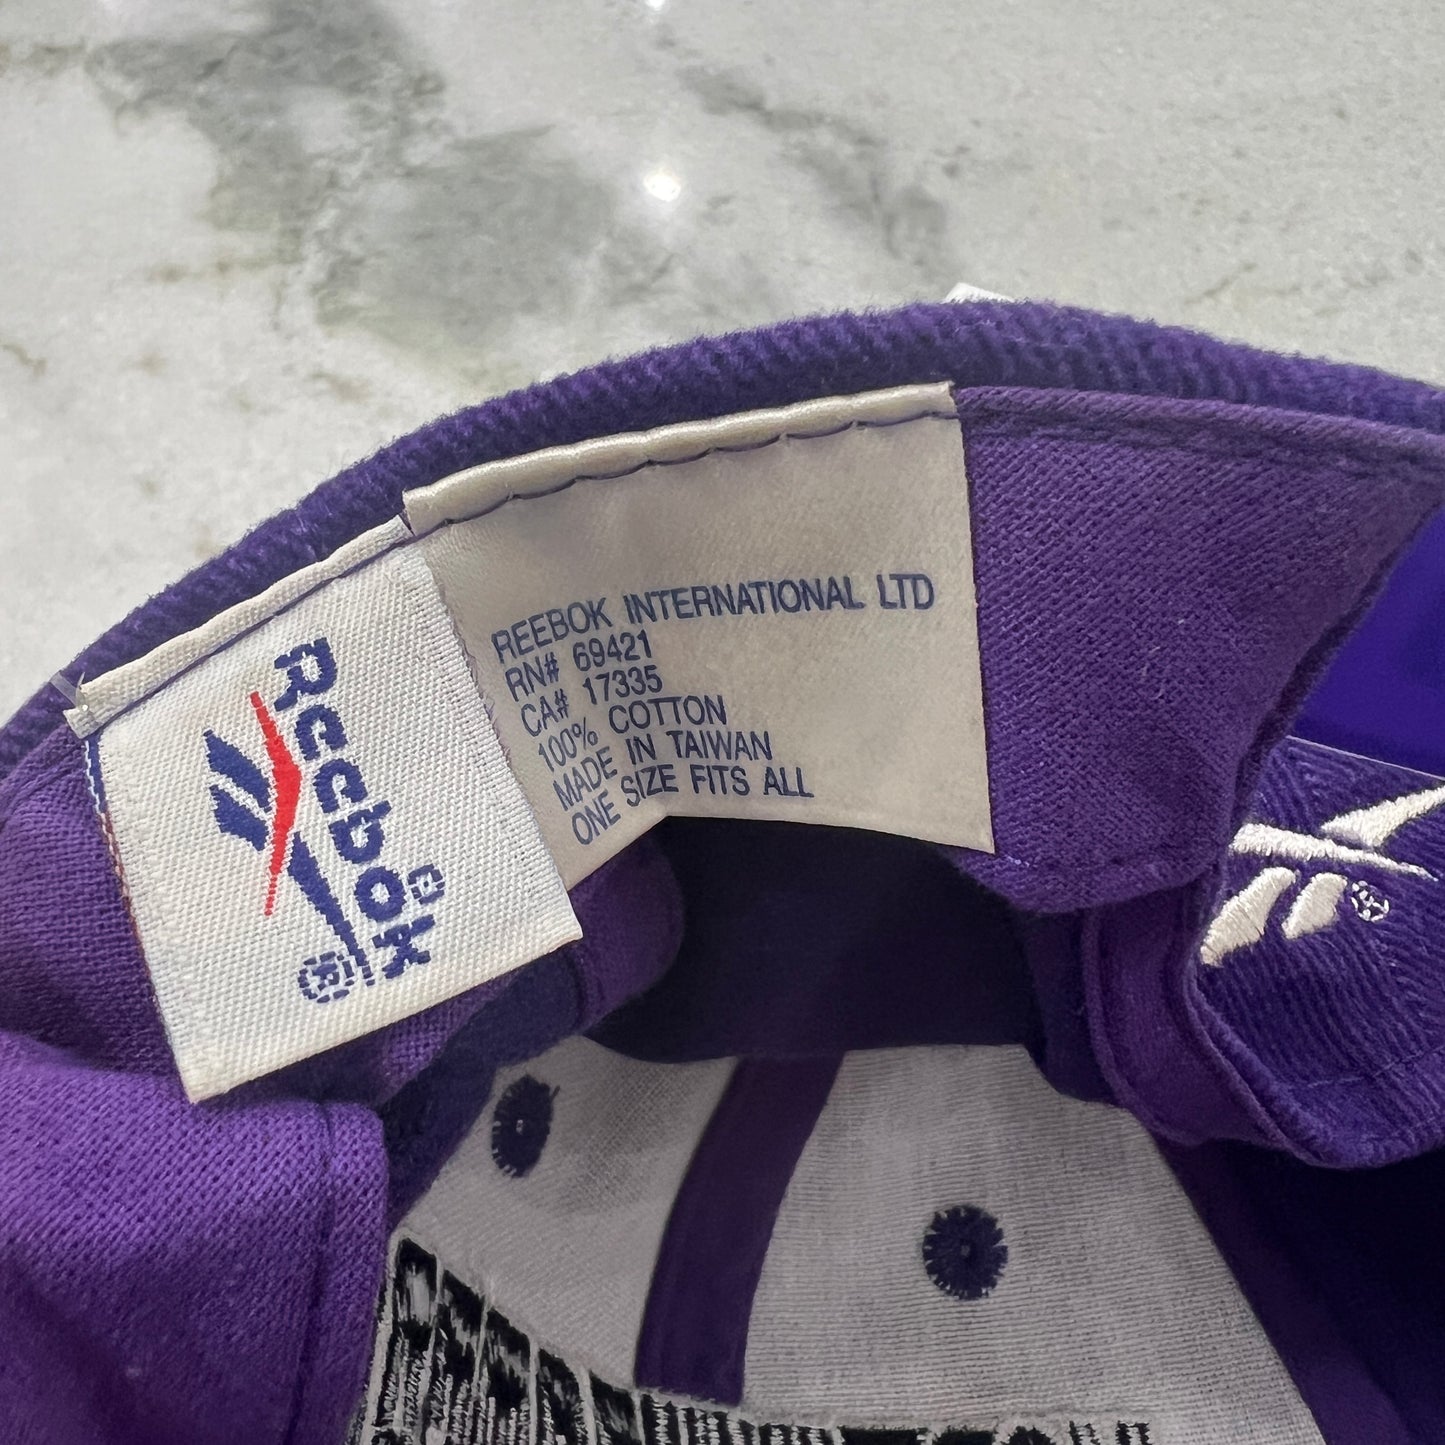 Reebok
®
REEBOK INTERNATIONAL LTD
RN# 69421
CA# 17335
100% COTTON
MADE IN TAIWAN
ONE SIZE FITS ALL
®